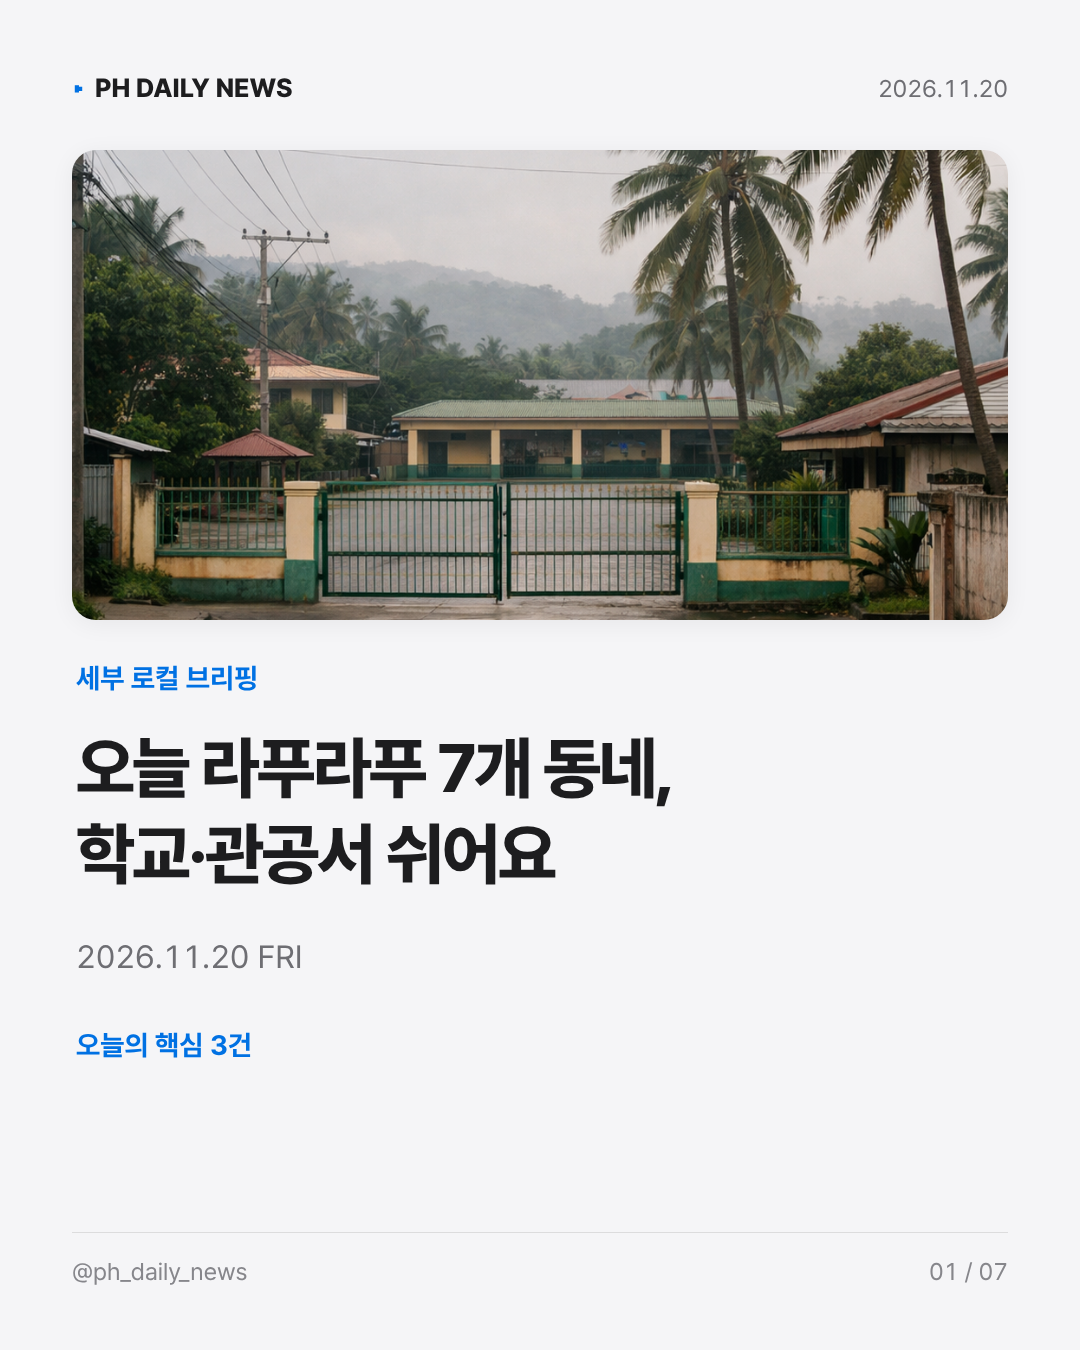 PH DAILY NEWS
2026.11.20
세부 로컬 브리핑
오늘 라푸라푸 7개 동네,
학교·관공서 쉬어요
2026.11.20 FRI
오늘의 핵심 3건
@ph_daily_news
01 / 07